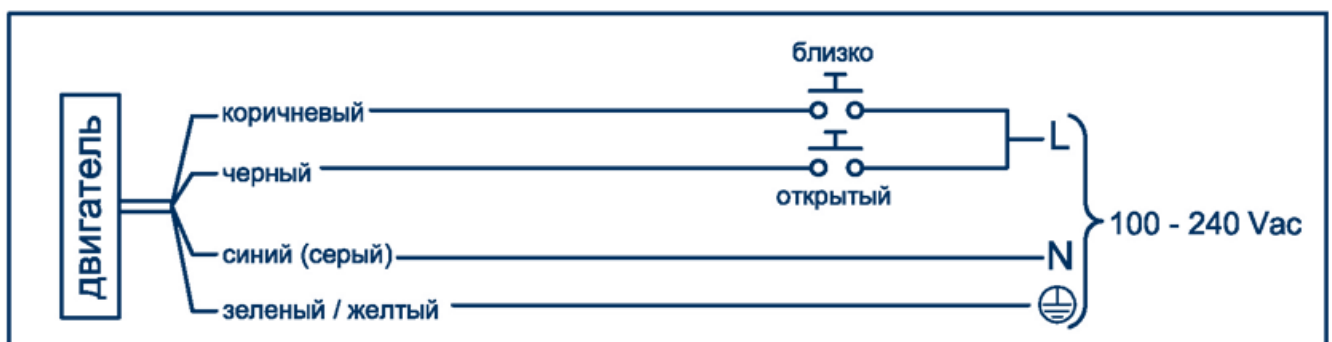 двигатель
близко
коричневый
L
черный
открытый
100 - 240 Vac
синий (серый)
N
зеленый / желтый